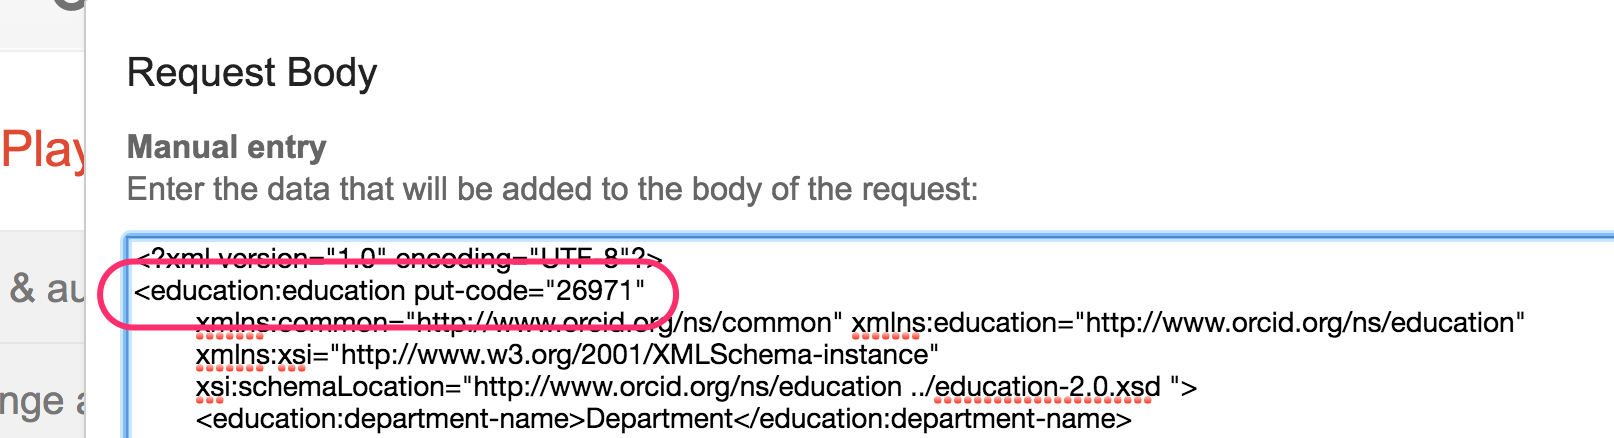 Request Body
Play
Manual entry
Enter the data that will be added to the body of the request:
<?xml version="1.0" encoding="UTF-8"?>
& au
<education:education put-code="26971"
xmlns:common="http://www.orcid.org/ns/common" xmlns:education="http://www.orcid.org/ns/education"
xmlns:xsi="http://www.w3.org/2001/XMLSchema-instance"
xsi:schemaLocation="http://www.orcid.org/ns/education ../education-2.0.xsd ">
nge a
<education:department-name>Department</education:department-name>